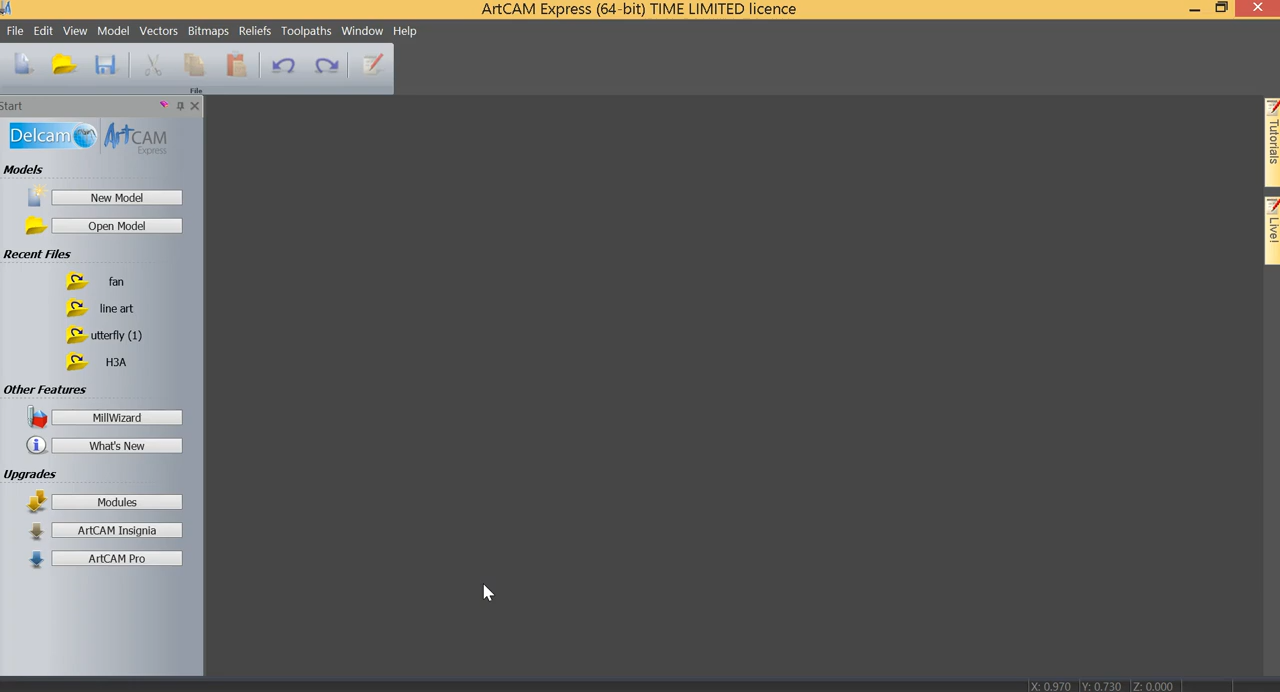 ArtCAM Express (64-bit) TIME LIMITED licence
File Edit View Model Vectors Bitmaps Reliefs Toolpaths Window Help
File
Start
Delcam ArtCAM Express
Models
New Model
Open Model
Recent Files
fan
line art
utterfly (1)
H3A
Other Features
MillWizard
What's New
Upgrades
Modules
ArtCAM Insignia
ArtCAM Pro
Tutorials
Live!
X: 0.970 Y: 0.730 Z: 0.000